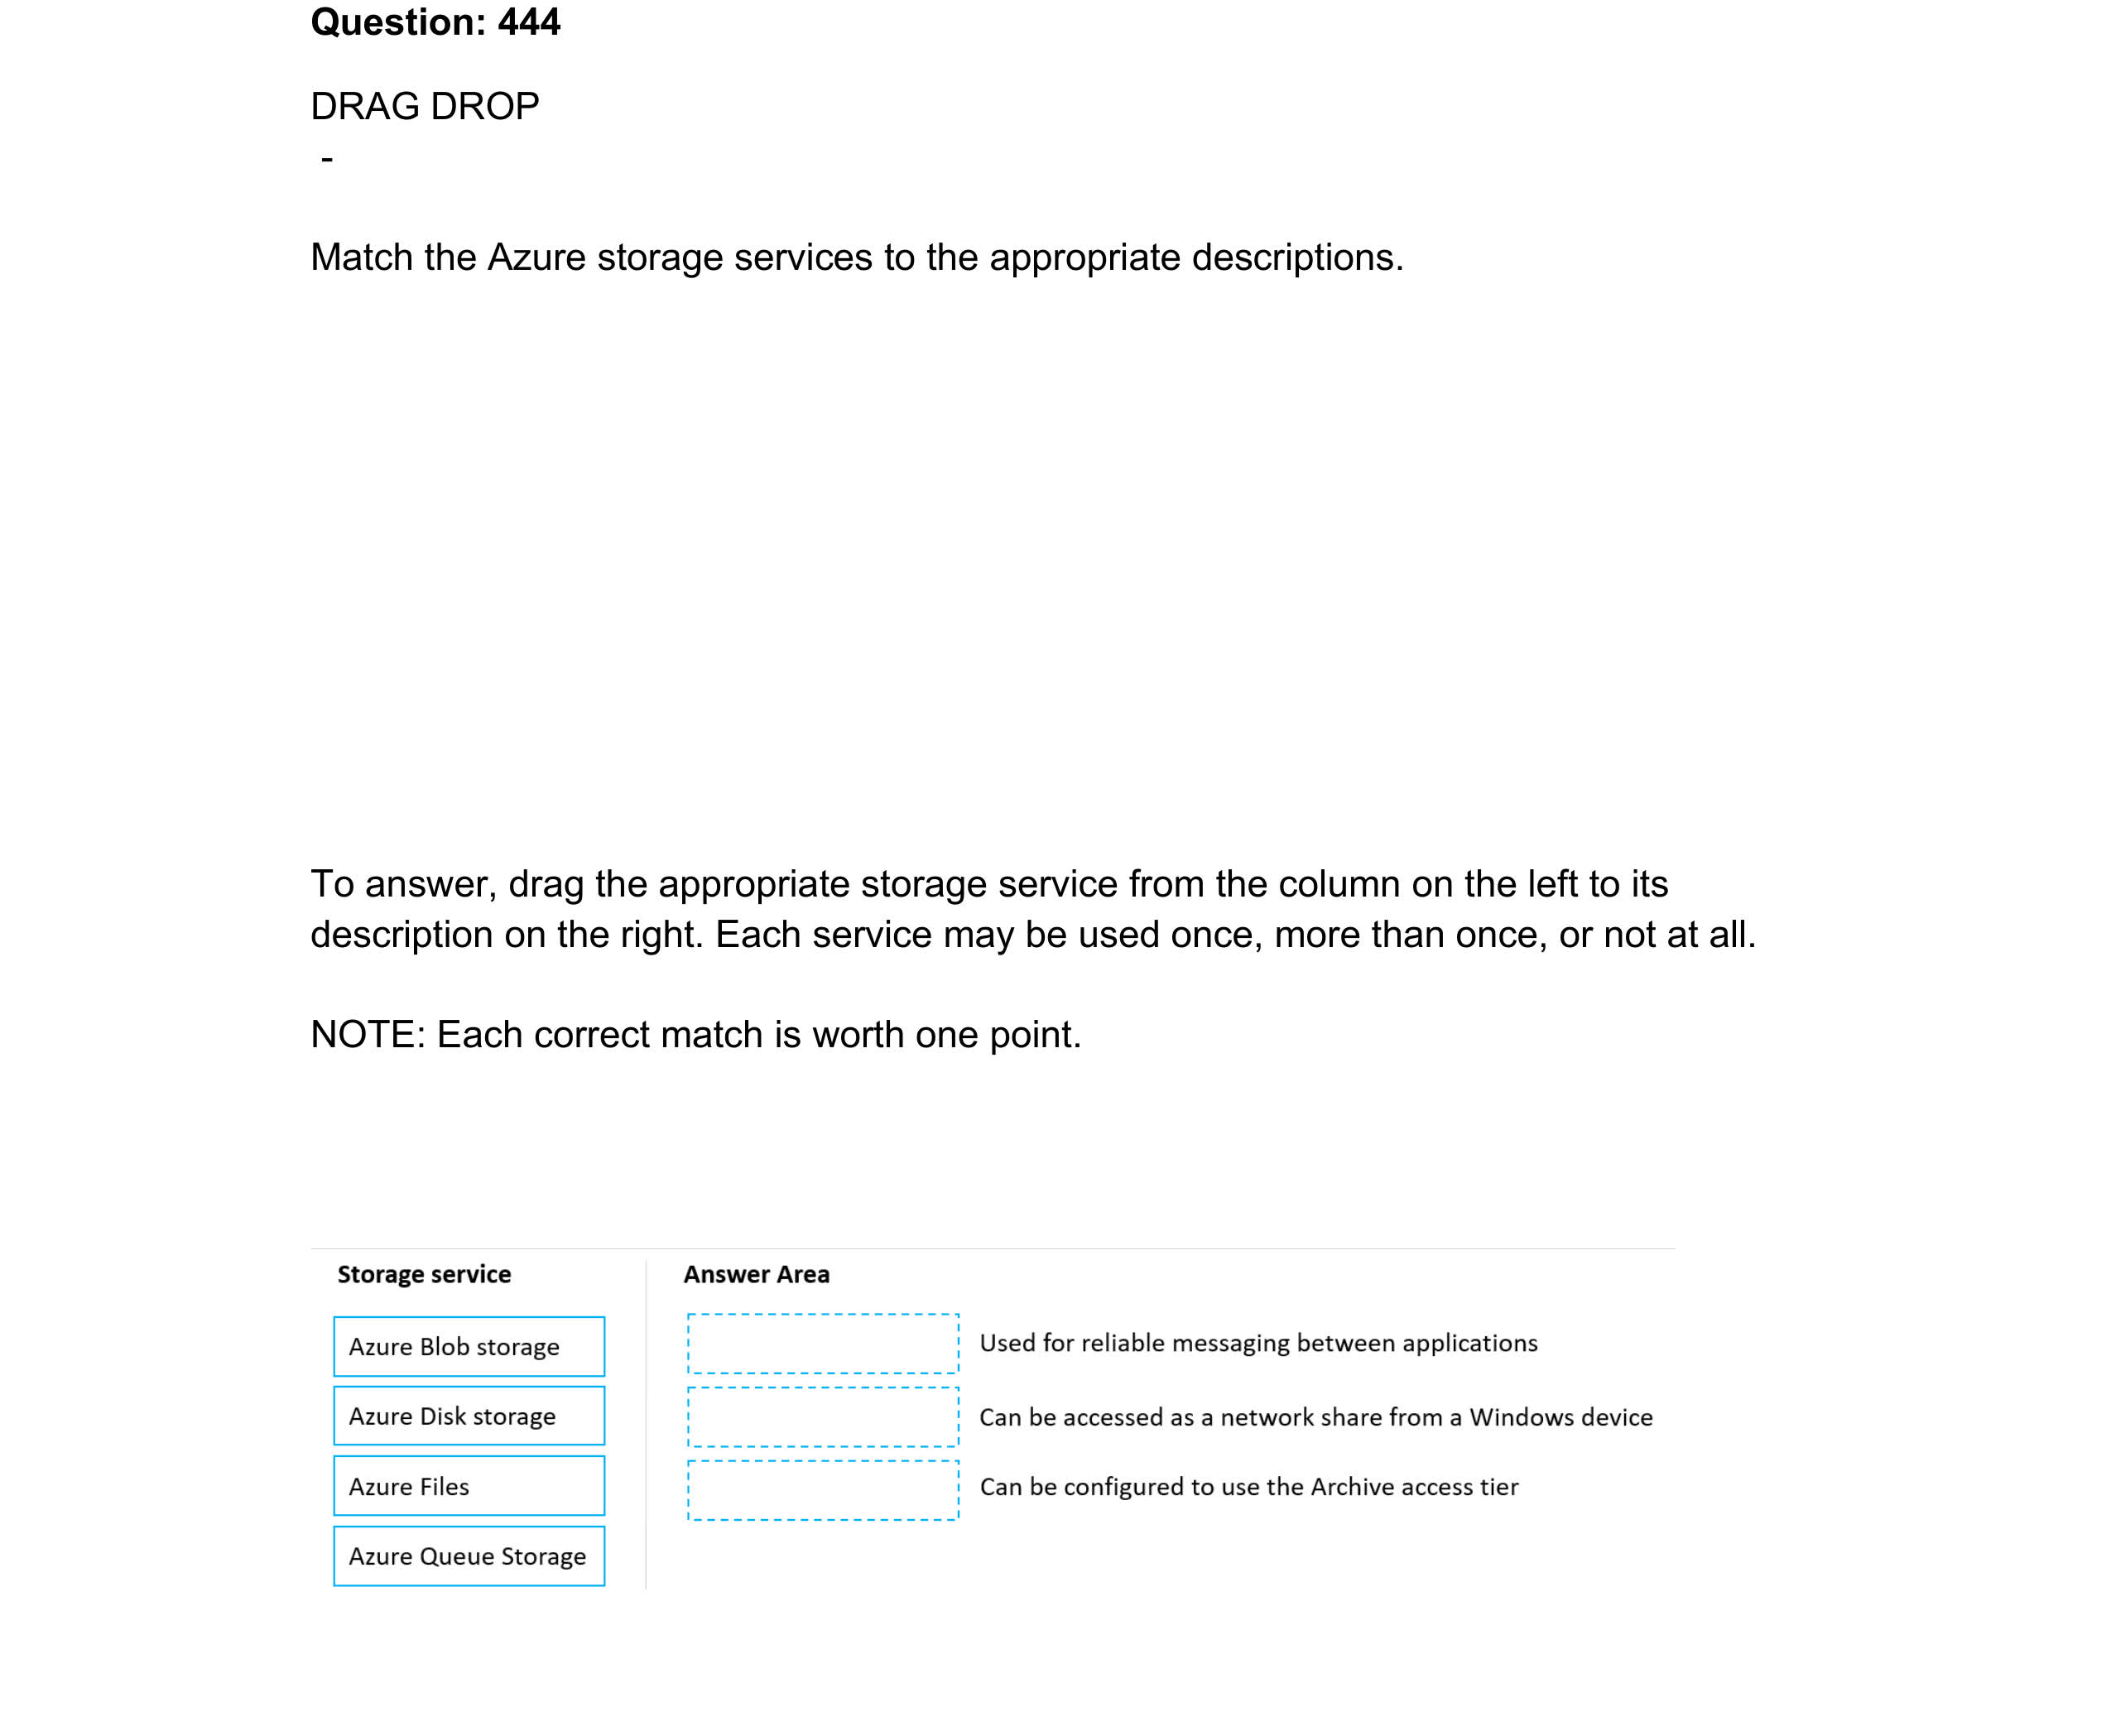 Question: 444
DRAG DROP
-
Match the Azure storage services to the appropriate descriptions.
To answer, drag the appropriate storage service from the column on the left to its
description on the right. Each service may be used once, more than once, or not at all.
NOTE: Each correct match is worth one point.
Storage service
Azure Blob storage
Azure Disk storage
Azure Files
Azure Queue Storage
Answer Area
Used for reliable messaging between applications
Can be accessed as a network share from a Windows device
Can be configured to use the Archive access tier